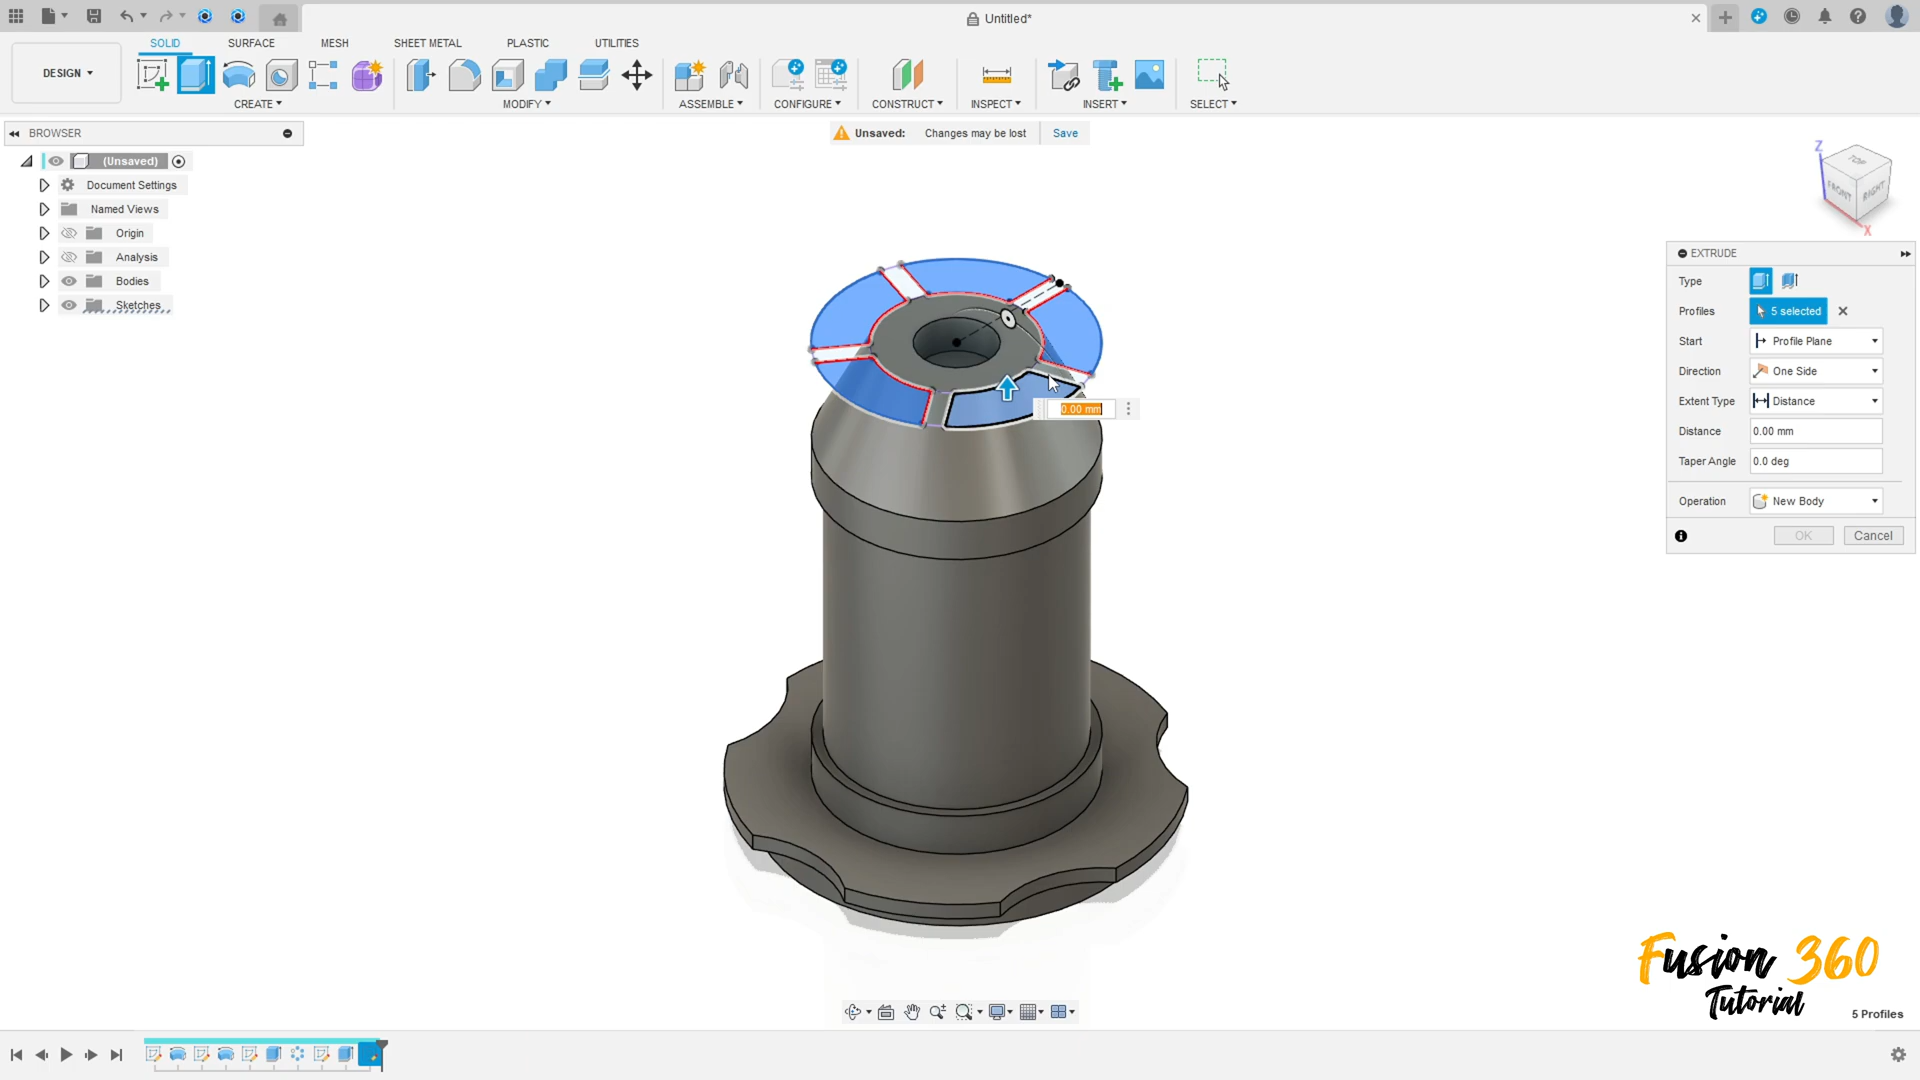 Untitled*
SOLID SURFACE MESH SHEET METAL PLASTIC UTILITIES
DESIGN
CREATE MODIFY ASSEMBLE CONFIGURE CONSTRUCT INSPECT INSERT SELECT
BROWSER
Unsaved: Changes may be lost Save
(Unsaved)
Document Settings
Named Views
Origin
Analysis
Bodies
Sketches
Z
TOP
FRONT
RIGHT
X
EXTRUDE
Type
Profiles 5 selected
Start Profile Plane
Direction One Side
Extent Type Distance
Distance 0.00 mm
Taper Angle 0.0 deg
Operation New Body
OK Cancel
0.00 mm
Fusion 360
Tutorial
5 Profiles